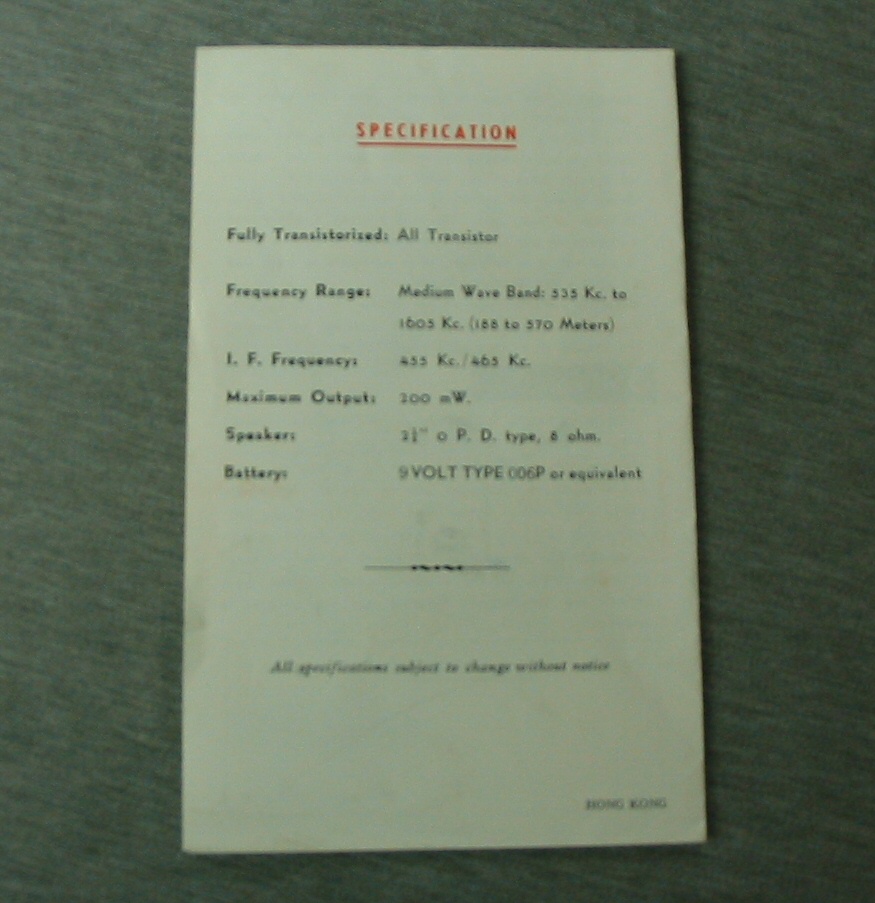 SPECIFICATION
Fully Transistorized: All Transistor
Frequency Range: Medium Wave Band: 535 Kc. to
1605 Kc. (188 to 570 Meters)
I. F. Frequency: 455 Kc./465 Kc.
Maximum Output: 200 mW.
Speaker: o P. D. type, 8 ohm.
Battery: 9 VOLT TYPE 006P or equivalent
All specifications subject to change without notice
HONG KONG